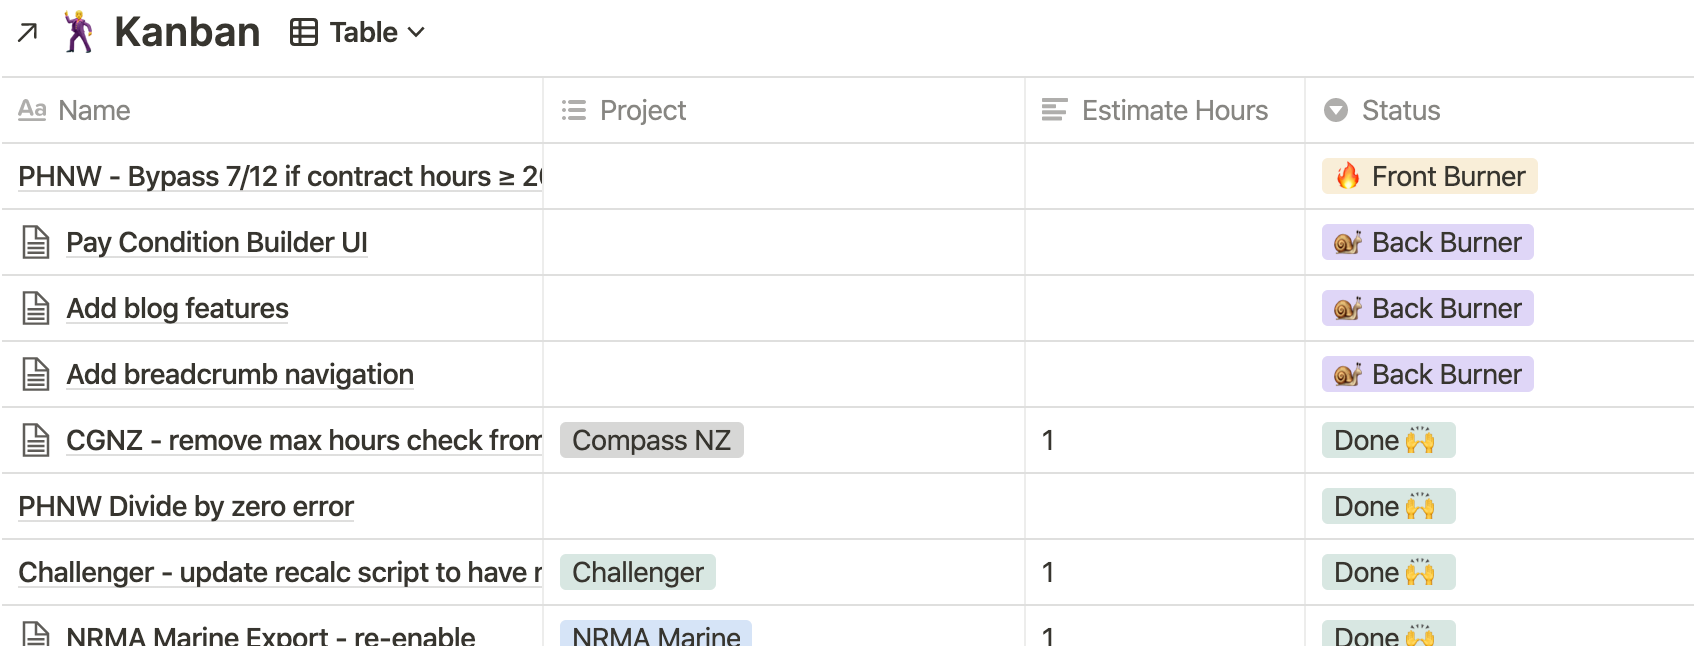 Kanban Table
Aa Name Project Estimate Hours Status
PHNW - Bypass 7/12 if contract hours ≥ 2 Front Burner
Pay Condition Builder UI Back Burner
Add blog features Back Burner
Add breadcrumb navigation Back Burner
CGNZ - remove max hours check from Compass NZ 1 Done 🙌
PHNW Divide by zero error Done 🙌
Challenger - update recalc script to have Challenger 1 Done 🙌
NRMA Marine Export - re-enable NRMA Marine 1 Done 🙌